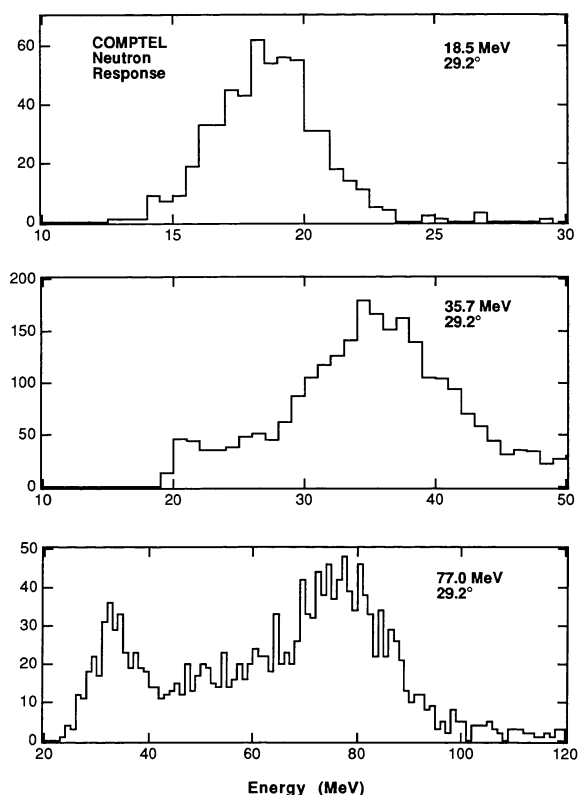 COMPTEL
Neutron
Response
18.5 MeV
29.2°
60
40
20
0
10 15 20 25 30
35.7 MeV
29.2°
200
150
100
50
0
10 20 30 40 50
77.0 MeV
29.2°
50
40
30
20
10
0
20 40 60 80 100 120
Energy (MeV)